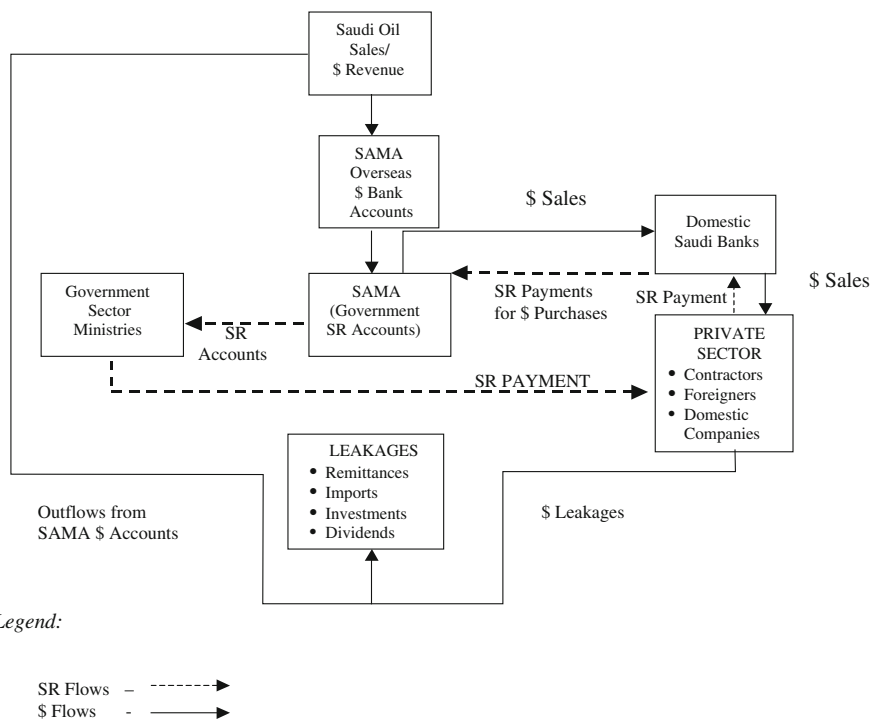 Saudi Oil
Sales/
$ Revenue
SAMA
Overseas
$ Bank
Accounts
$ Sales
Domestic
Saudi Banks
$ Sales
Government
Sector
Ministries
SR
Accounts
SAMA
(Government
SR Accounts)
SR Payments
for $ Purchases
SR Payment
PRIVATE
SECTOR
• Contractors
• Foreigners
• Domestic
Companies
SR PAYMENT
LEAKAGES
• Remittances
• Imports
• Investments
• Dividends
Outflows from
SAMA $ Accounts
$ Leakages
Legend:
SR Flows –
$ Flows -